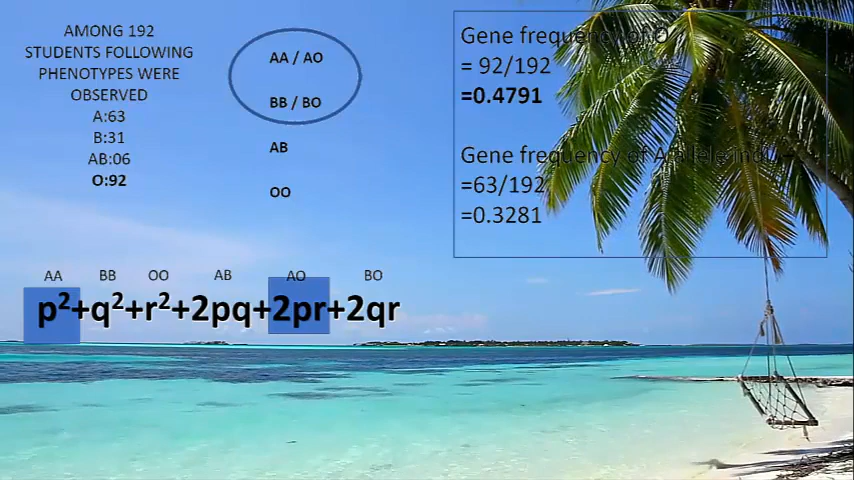 AMONG 192
STUDENTS FOLLOWING
PHENOTYPES WERE
OBSERVED
A:63
B:31
AB:06
O:92
AA / AO
BB / BO
AB
OO
Gene frequency of O
= 92/192
=0.4791
Gene frequency of A allele
=63/192
=0.3281
AA BB OO AB AO BO
p²+q²+r²+2pq+2pr+2qr